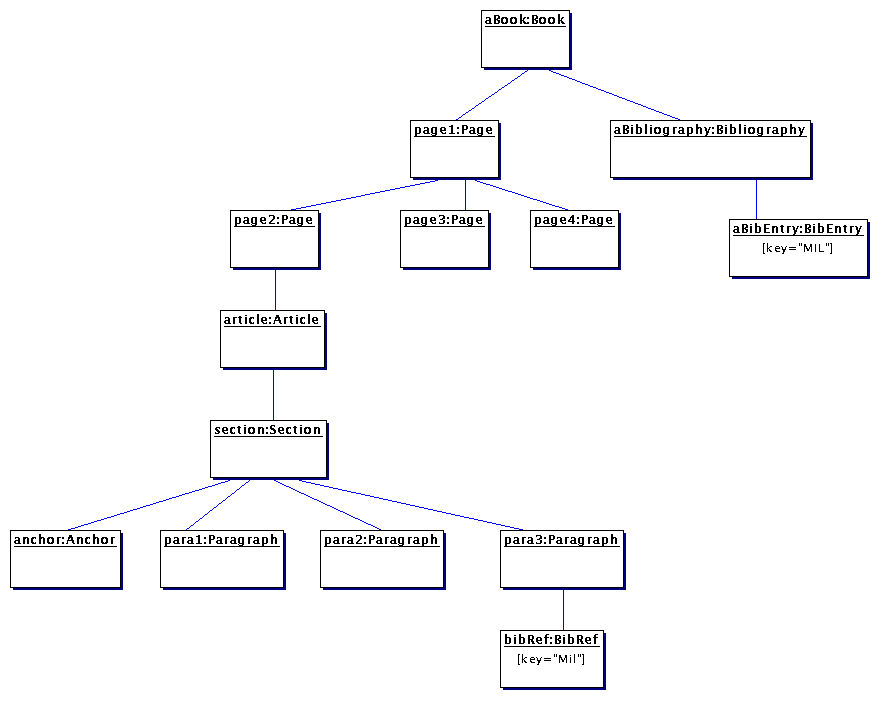 aBook:Book
page1:Page
aBibliography:Bibliography
page2:Page
page3:Page
page4:Page
aBibEntry:BibEntry
[key="MIL"]
article:Article
section:Section
anchor:Anchor
para1:Paragraph
para2:Paragraph
para3:Paragraph
bibRef:BibRef
[key="Mil"]